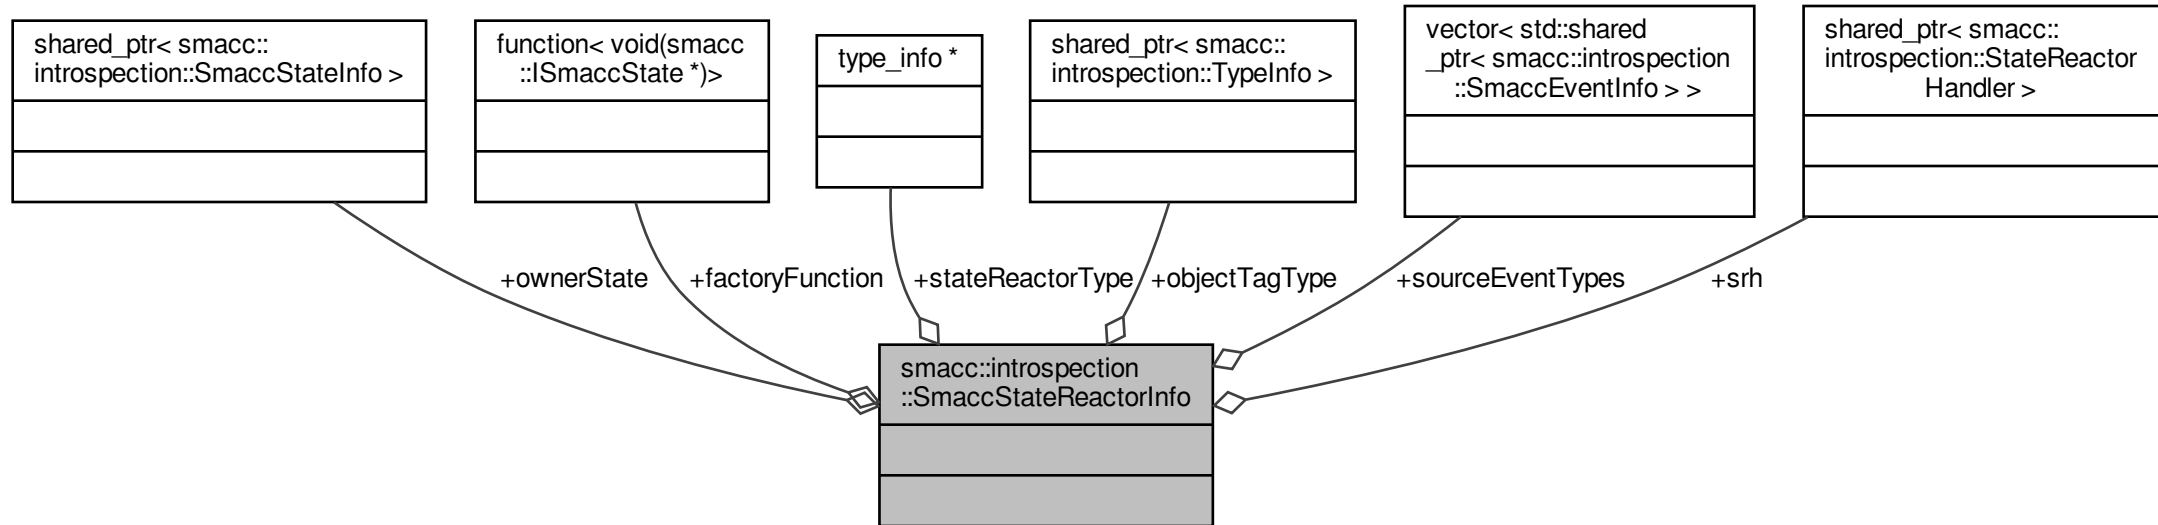 shared_ptr< smacc::
introspection::SmaccStateInfo >
function< void(smacc
::ISmaccState *)>
type_info *
shared_ptr< smacc::
introspection::TypeInfo >
vector< std::shared
_ptr< smacc::introspection
::SmaccEventInfo > >
shared_ptr< smacc::
introspection::StateReactor
Handler >
+ownerState
+factoryFunction
+stateReactorType
+objectTagType
+sourceEventTypes
+srh
smacc::introspection
::SmaccStateReactorInfo